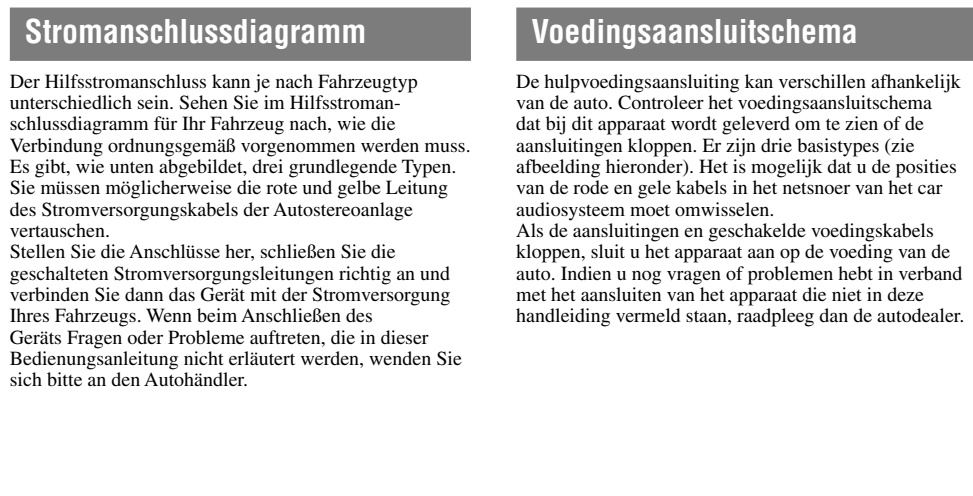 Stromanschlussdiagramm
Der Hilfsstromanschluss kann je nach Fahrzeugtyp
unterschiedlich sein. Sehen Sie im Hilfsstroman-
schlussdiagramm für Ihr Fahrzeug nach, wie die
Verbindung ordnungsgemäß vorgenommen werden muss.
Es gibt, wie unten abgebildet, drei grundlegende Typen.
Sie müssen möglicherweise die rote und gelbe Leitung
des Stromversorgungskabels der Autostereoanlage
vertauschen.
Stellen Sie die Anschlüsse her, schließen Sie die
geschalteten Stromversorgungsleitungen richtig an und
verbinden Sie dann das Gerät mit der Stromversorgung
Ihres Fahrzeugs. Wenn beim Anschließen des
Geräts Fragen oder Probleme auftreten, die in dieser
Bedienungsanleitung nicht erläutert werden, wenden Sie
sich bitte an den Autohändler.
Voedingsaansluitschema
De hulpvoedingsaansluiting kan verschillen afhankelijk
van de auto. Controleer het voedingsaansluitschema
dat bij dit apparaat wordt geleverd om te zien of de
aansluitingen kloppen. Er zijn drie basistypes (zie
afbeelding hieronder). Het is mogelijk dat u de posities
van de rode en gele kabels in het netsnoer van het car
audiosysteem moet omwisselen.
Als de aansluitingen en geschakelde voedingskabels
kloppen, sluit u het apparaat aan op de voeding van de
auto. Indien u nog vragen of problemen hebt in verband
met het aansluiten van het apparaat die niet in deze
handleiding vermeld staan, raadpleeg dan de autodealer.